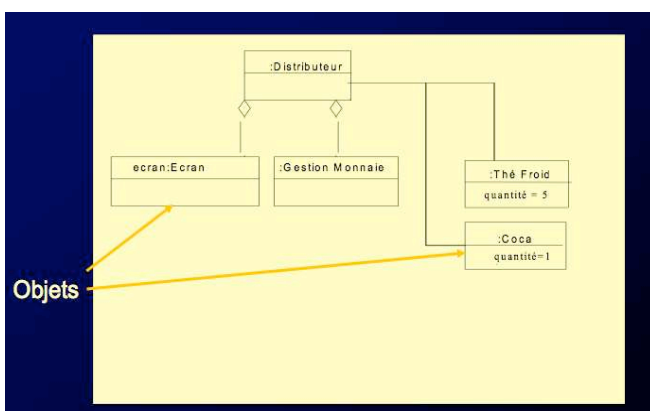 :Distributeur
ecran:Ecran
:Gestion Monnaie
:Thé Froid
quantité = 5
:Coca
quantité=1
Objets